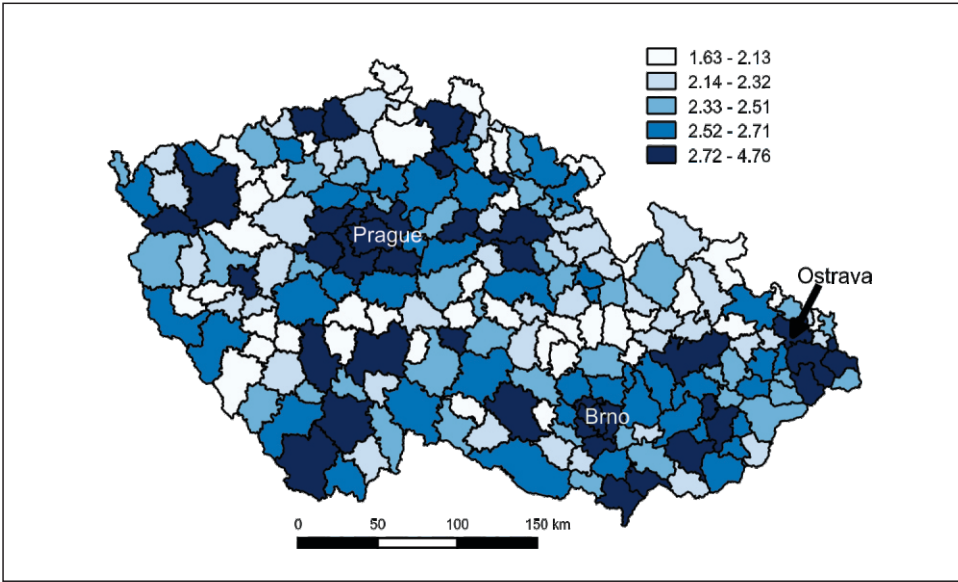 1.63 - 2.13
2.14 - 2.32
2.33 - 2.51
2.52 - 2.71
2.72 - 4.76
Prague
Ostrava
Brno
0 50 100 150 km